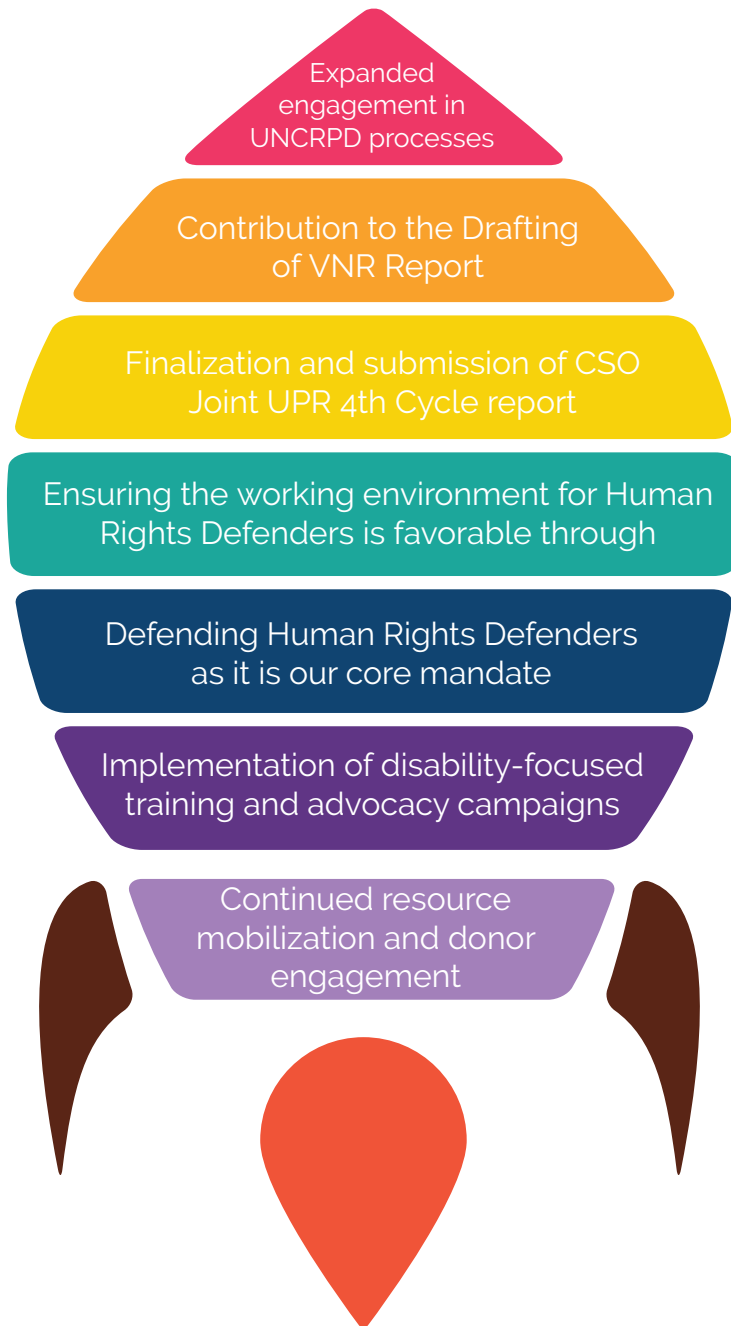 Expanded
engagement in
UNCRPD processes
Contribution to the Drafting
of VNR Report
Finalization and submission of CSO
Joint UPR 4th Cycle report
Ensuring the working environment for Human
Rights Defenders is favorable through
Defending Human Rights Defenders
as it is our core mandate
Implementation of disability-focused
training and advocacy campaigns
Continued resource
mobilization and donor
engagement